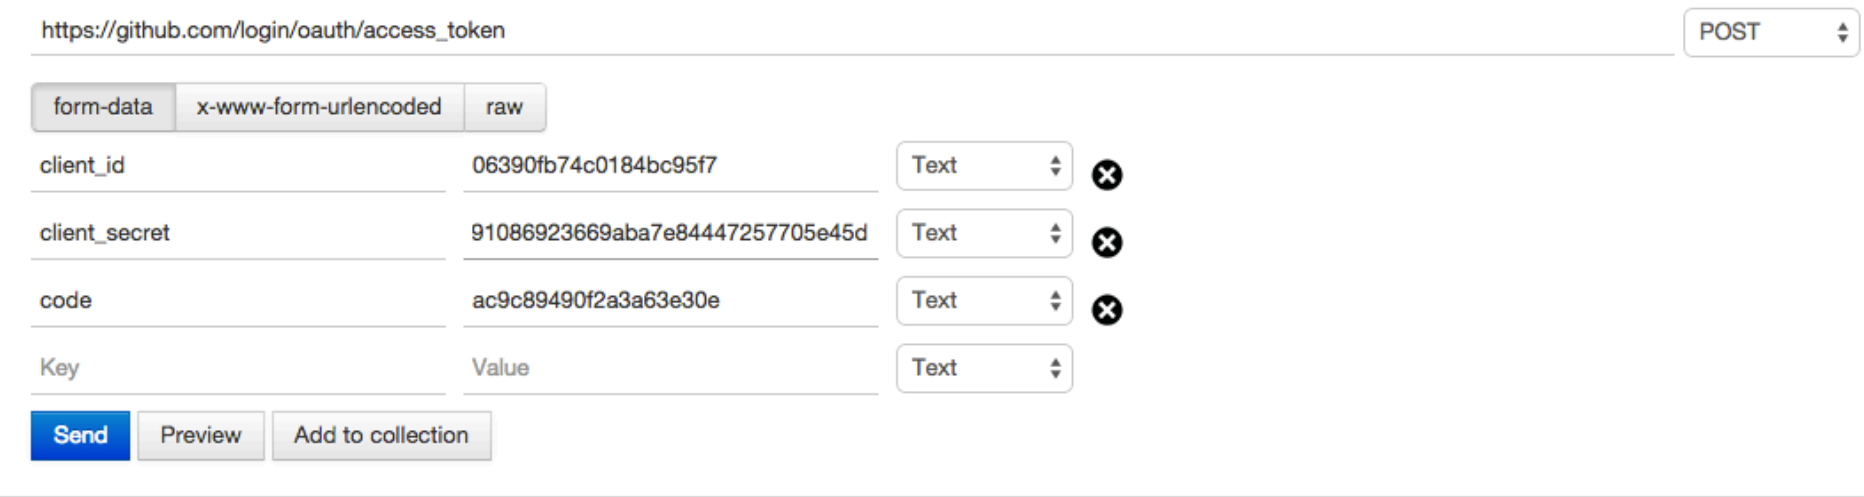 https://github.com/login/oauth/access_token POST
form-data x-www-form-urlencoded raw
client_id 06390fb74c0184bc95f7 Text
client_secret 91086923669aba7e84447257705e45d Text
code ac9c89490f2a3a63e30e Text
Key Value Text
Send Preview Add to collection